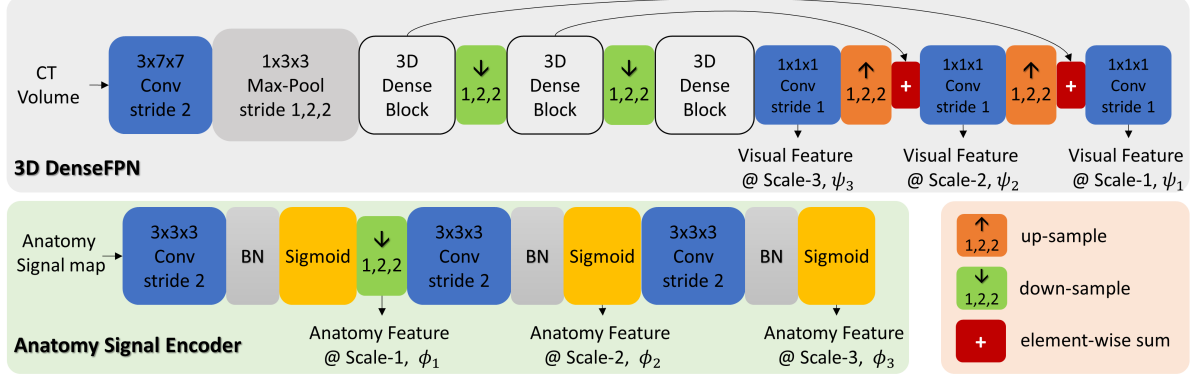 CT
Volume
3x7x7
Conv
stride 2
1x3x3
Max-Pool
stride 1,2,2
3D
Dense
Block
↓
1,2,2
3D
Dense
Block
↓
1,2,2
3D
Dense
Block
1x1x1
Conv
stride 1
↑
1,2,2
+
1x1x1
Conv
stride 1
↑
1,2,2
+
1x1x1
Conv
stride 1
Visual Feature
@ Scale-3, ψ3
Visual Feature
@ Scale-2, ψ2
Visual Feature
@ Scale-1, ψ1
3D DenseFPN
Anatomy
Signal map
3x3x3
Conv
stride 2
BN
Sigmoid
↓
1,2,2
3x3x3
Conv
stride 2
BN
Sigmoid
3x3x3
Conv
stride 2
BN
Sigmoid
Anatomy Feature
@ Scale-1, ϕ1
Anatomy Feature
@ Scale-2, ϕ2
Anatomy Feature
@ Scale-3, ϕ3
Anatomy Signal Encoder
↑
1,2,2
up-sample
↓
1,2,2
down-sample
+
element-wise sum